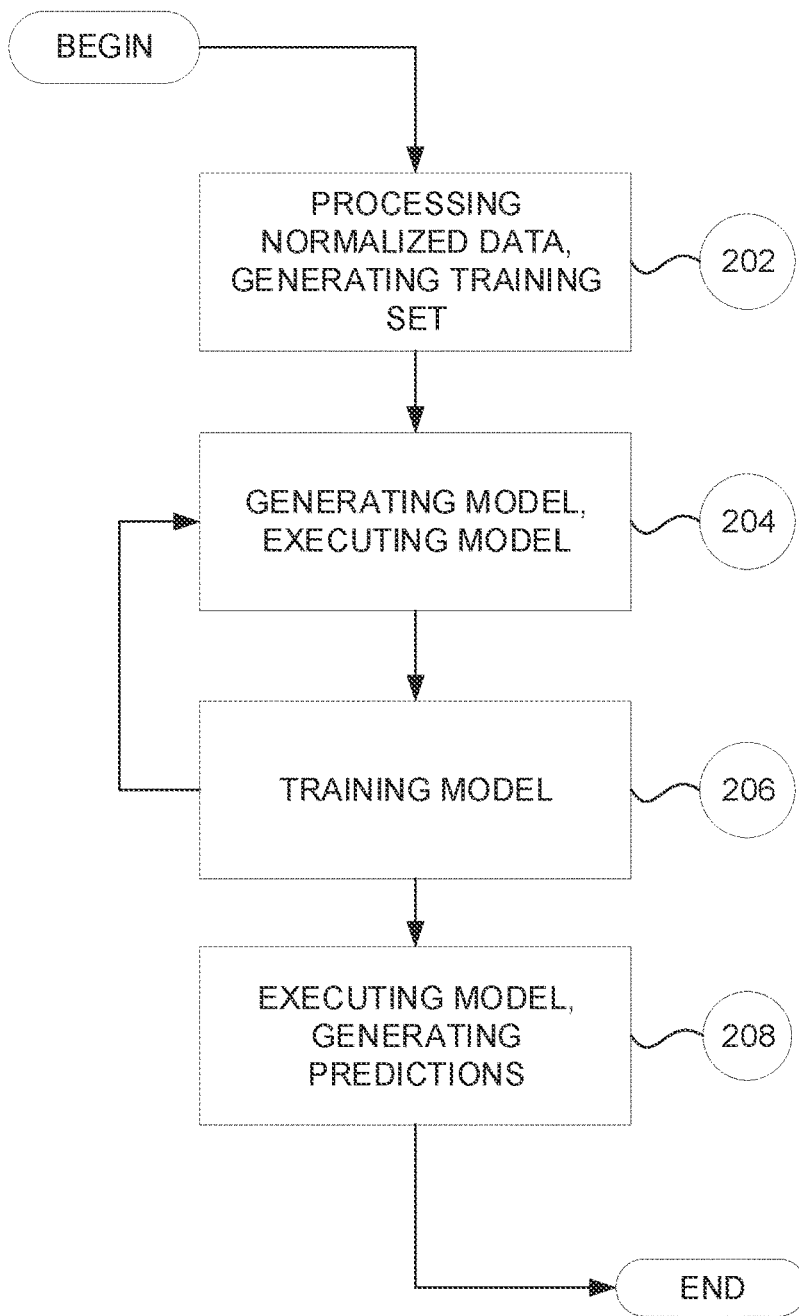 BEGIN
PROCESSING
NORMALIZED DATA,
GENERATING TRAINING
SET
202
GENERATING MODEL,
EXECUTING MODEL
204
TRAINING MODEL
206
EXECUTING MODEL,
GENERATING
PREDICTIONS
208
END